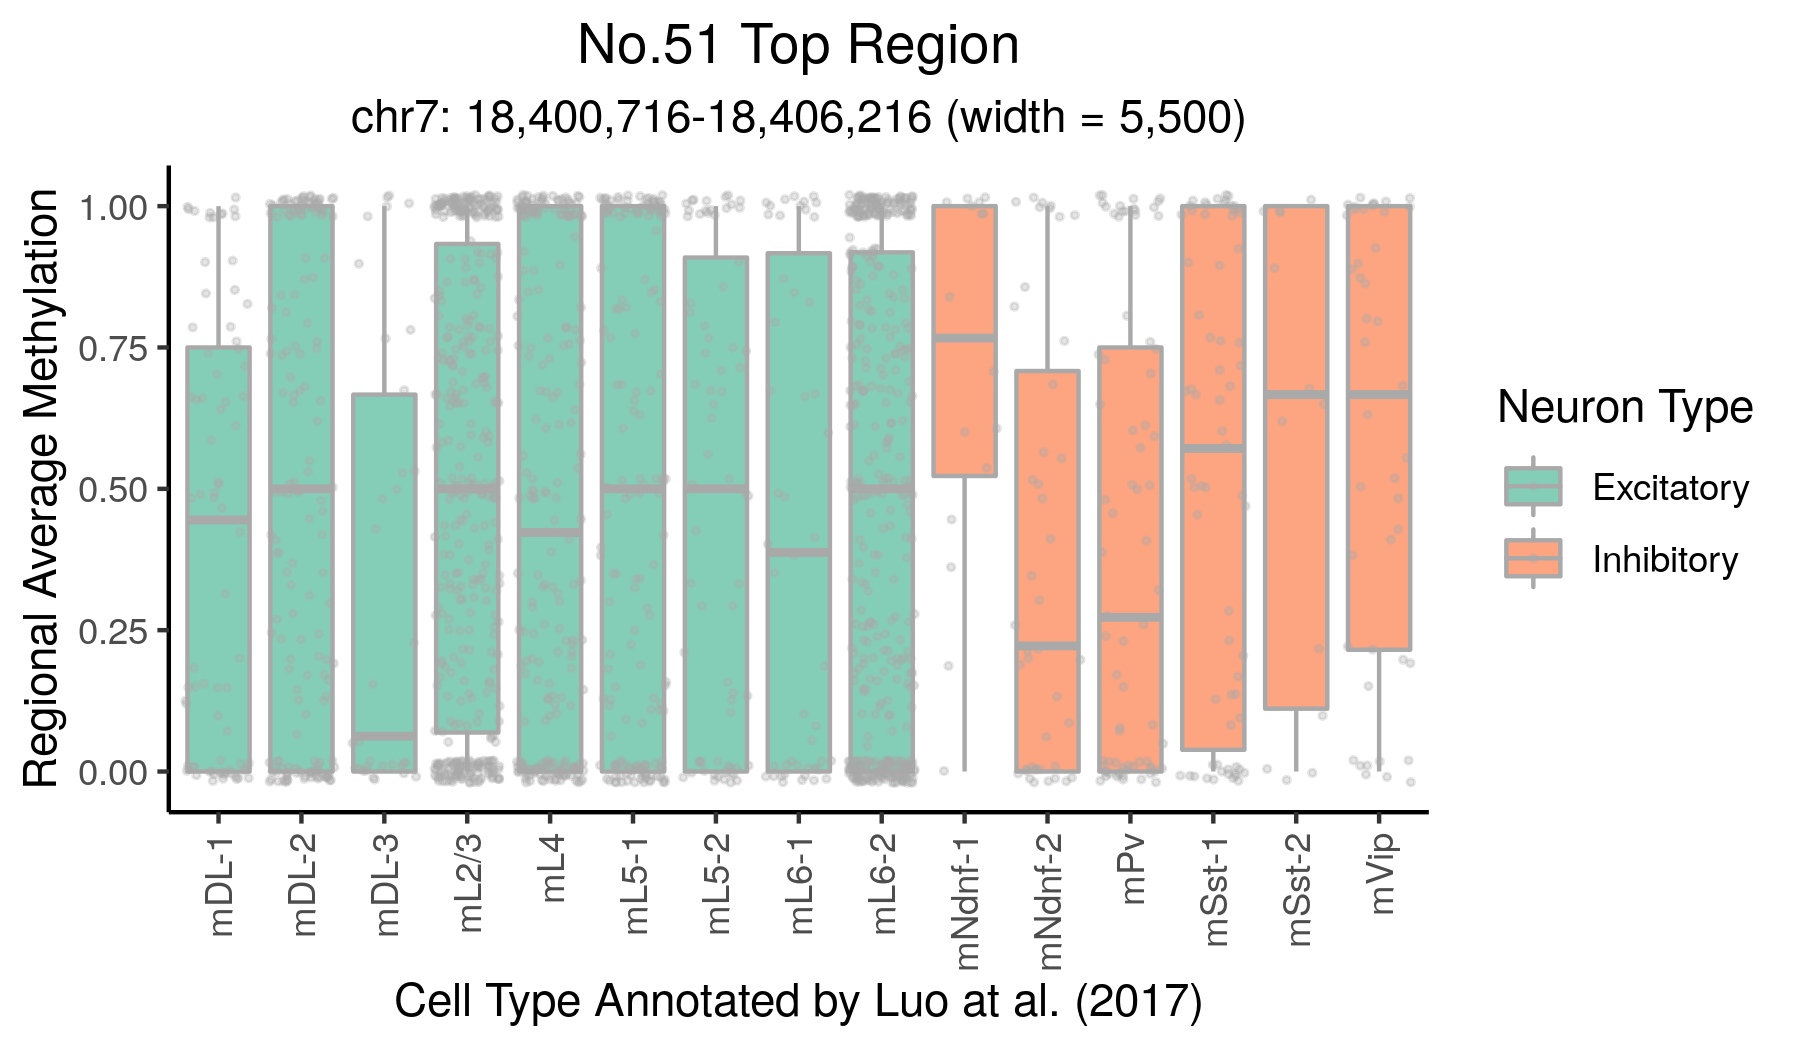 No.51 Top Region
chr7: 18,400,716-18,406,216 (width = 5,500)
Regional Average Methylation
1.00
0.75
0.50
0.25
0.00
mDL-1
mDL-2
mDL-3
mL2/3
mL4
mL5-1
mL5-2
mL6-1
mL6-2
mNdnf-1
mNdnf-2
mPv
mSst-1
mSst-2
mVip
Cell Type Annotated by Luo at al. (2017)
Neuron Type
Excitatory
Inhibitory